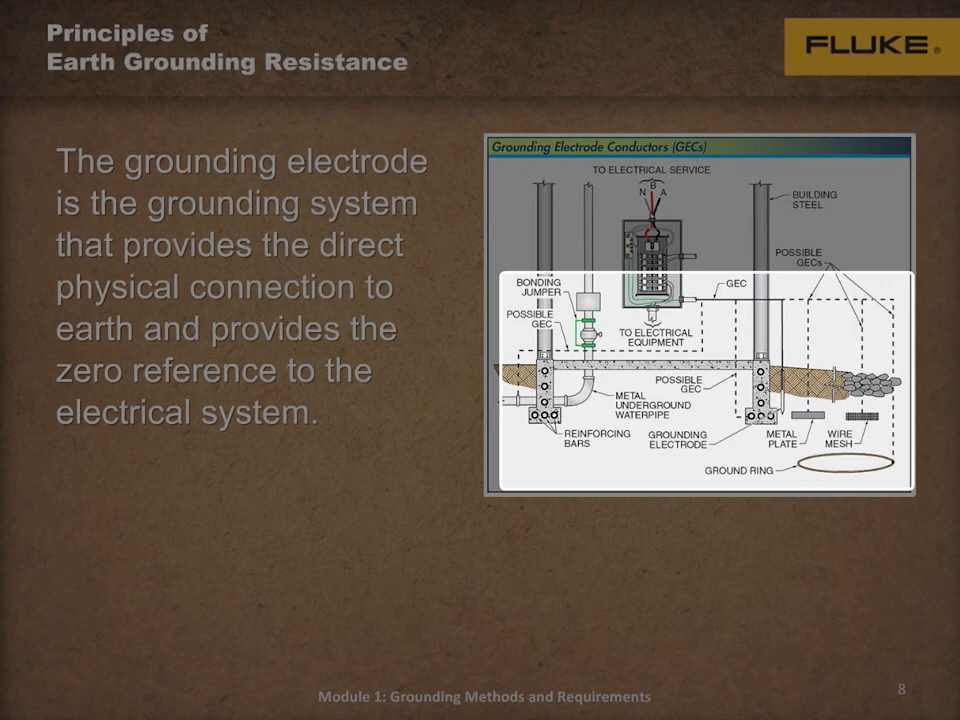 Principles of
Earth Grounding Resistance
FLUKE®
The grounding electrode
is the grounding system
that provides the direct
physical connection to
earth and provides the
zero reference to the
electrical system.
Grounding Electrode Conductors (GECs)
TO ELECTRICAL SERVICE
N B A
BUILDING
STEEL
POSSIBLE
GECs
BONDING
JUMPER
GEC
POSSIBLE
GEC
TO ELECTRICAL
EQUIPMENT
POSSIBLE
GEC
METAL
UNDERGROUND
WATERPIPE
REINFORCING
BARS
GROUNDING
ELECTRODE
METAL
PLATE
WIRE
MESH
GROUND RING
Module 1: Grounding Methods and Requirements
8